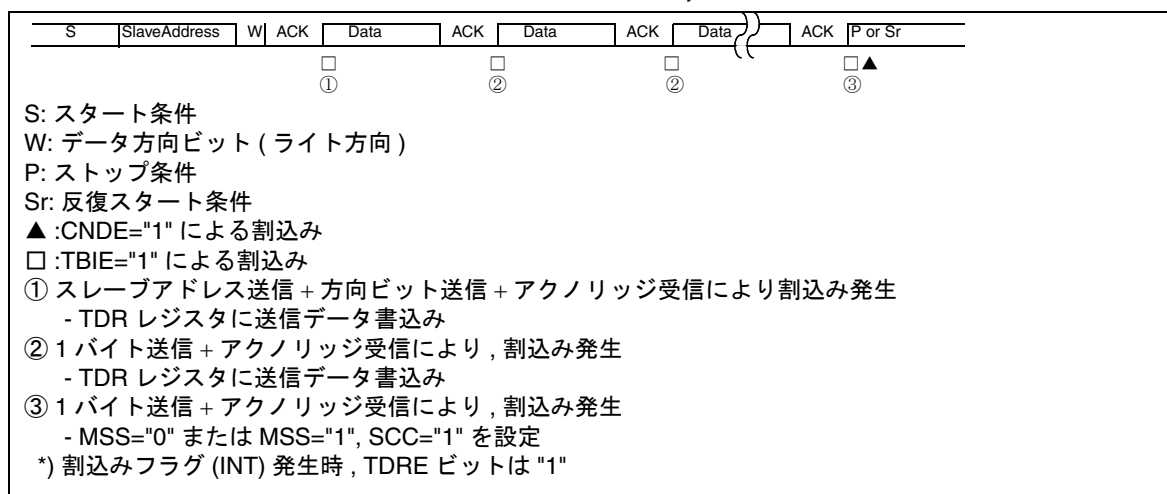 S SlaveAddress W ACK Data ACK Data ACK Data ACK P or Sr
□ □ □ □▲
① ② ② ③
S: スタート条件
W: データ方向ビット ( ライト方向 )
P: ストップ条件
Sr: 反復スタート条件
▲ :CNDE="1" による割込み
□ :TBIE="1" による割込み
① スレーブアドレス送信 + 方向ビット送信 + アクノリッジ受信により割込み発生
- TDR レジスタに送信データ書込み
② 1 バイト送信 + アクノリッジ受信により , 割込み発生
- TDR レジスタに送信データ書込み
③ 1 バイト送信 + アクノリッジ受信により , 割込み発生
- MSS="0" または MSS="1", SCC="1" を設定
*) 割込みフラグ (INT) 発生時 , TDRE ビットは "1"